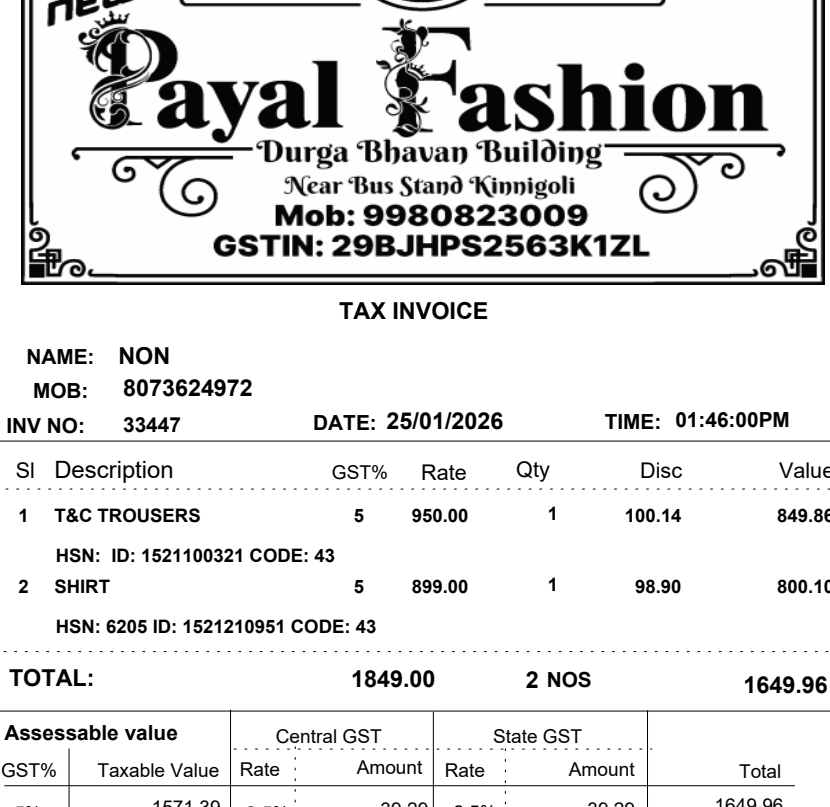 new
Payal Fashion
Durga Bhavan Building
Near Bus Stand Kinnigoli
Mob: 9980823009
GSTIN: 29BJHPS2563K1ZL
TAX INVOICE
NAME: NON
MOB: 8073624972
INV NO: 33447 DATE: 25/01/2026 TIME: 01:46:00PM
Sl Description GST% Rate Qty Disc Value
1 T&C TROUSERS 5 950.00 1 100.14 849.86
HSN: ID: 1521100321 CODE: 43
2 SHIRT 5 899.00 1 98.90 800.10
HSN: 6205 ID: 1521210951 CODE: 43
TOTAL: 1849.00 2 NOS 1649.96
Assessable value Central GST State GST
GST% Taxable Value Rate Amount Rate Amount Total
1571.39 39.29 39.29 1649.96